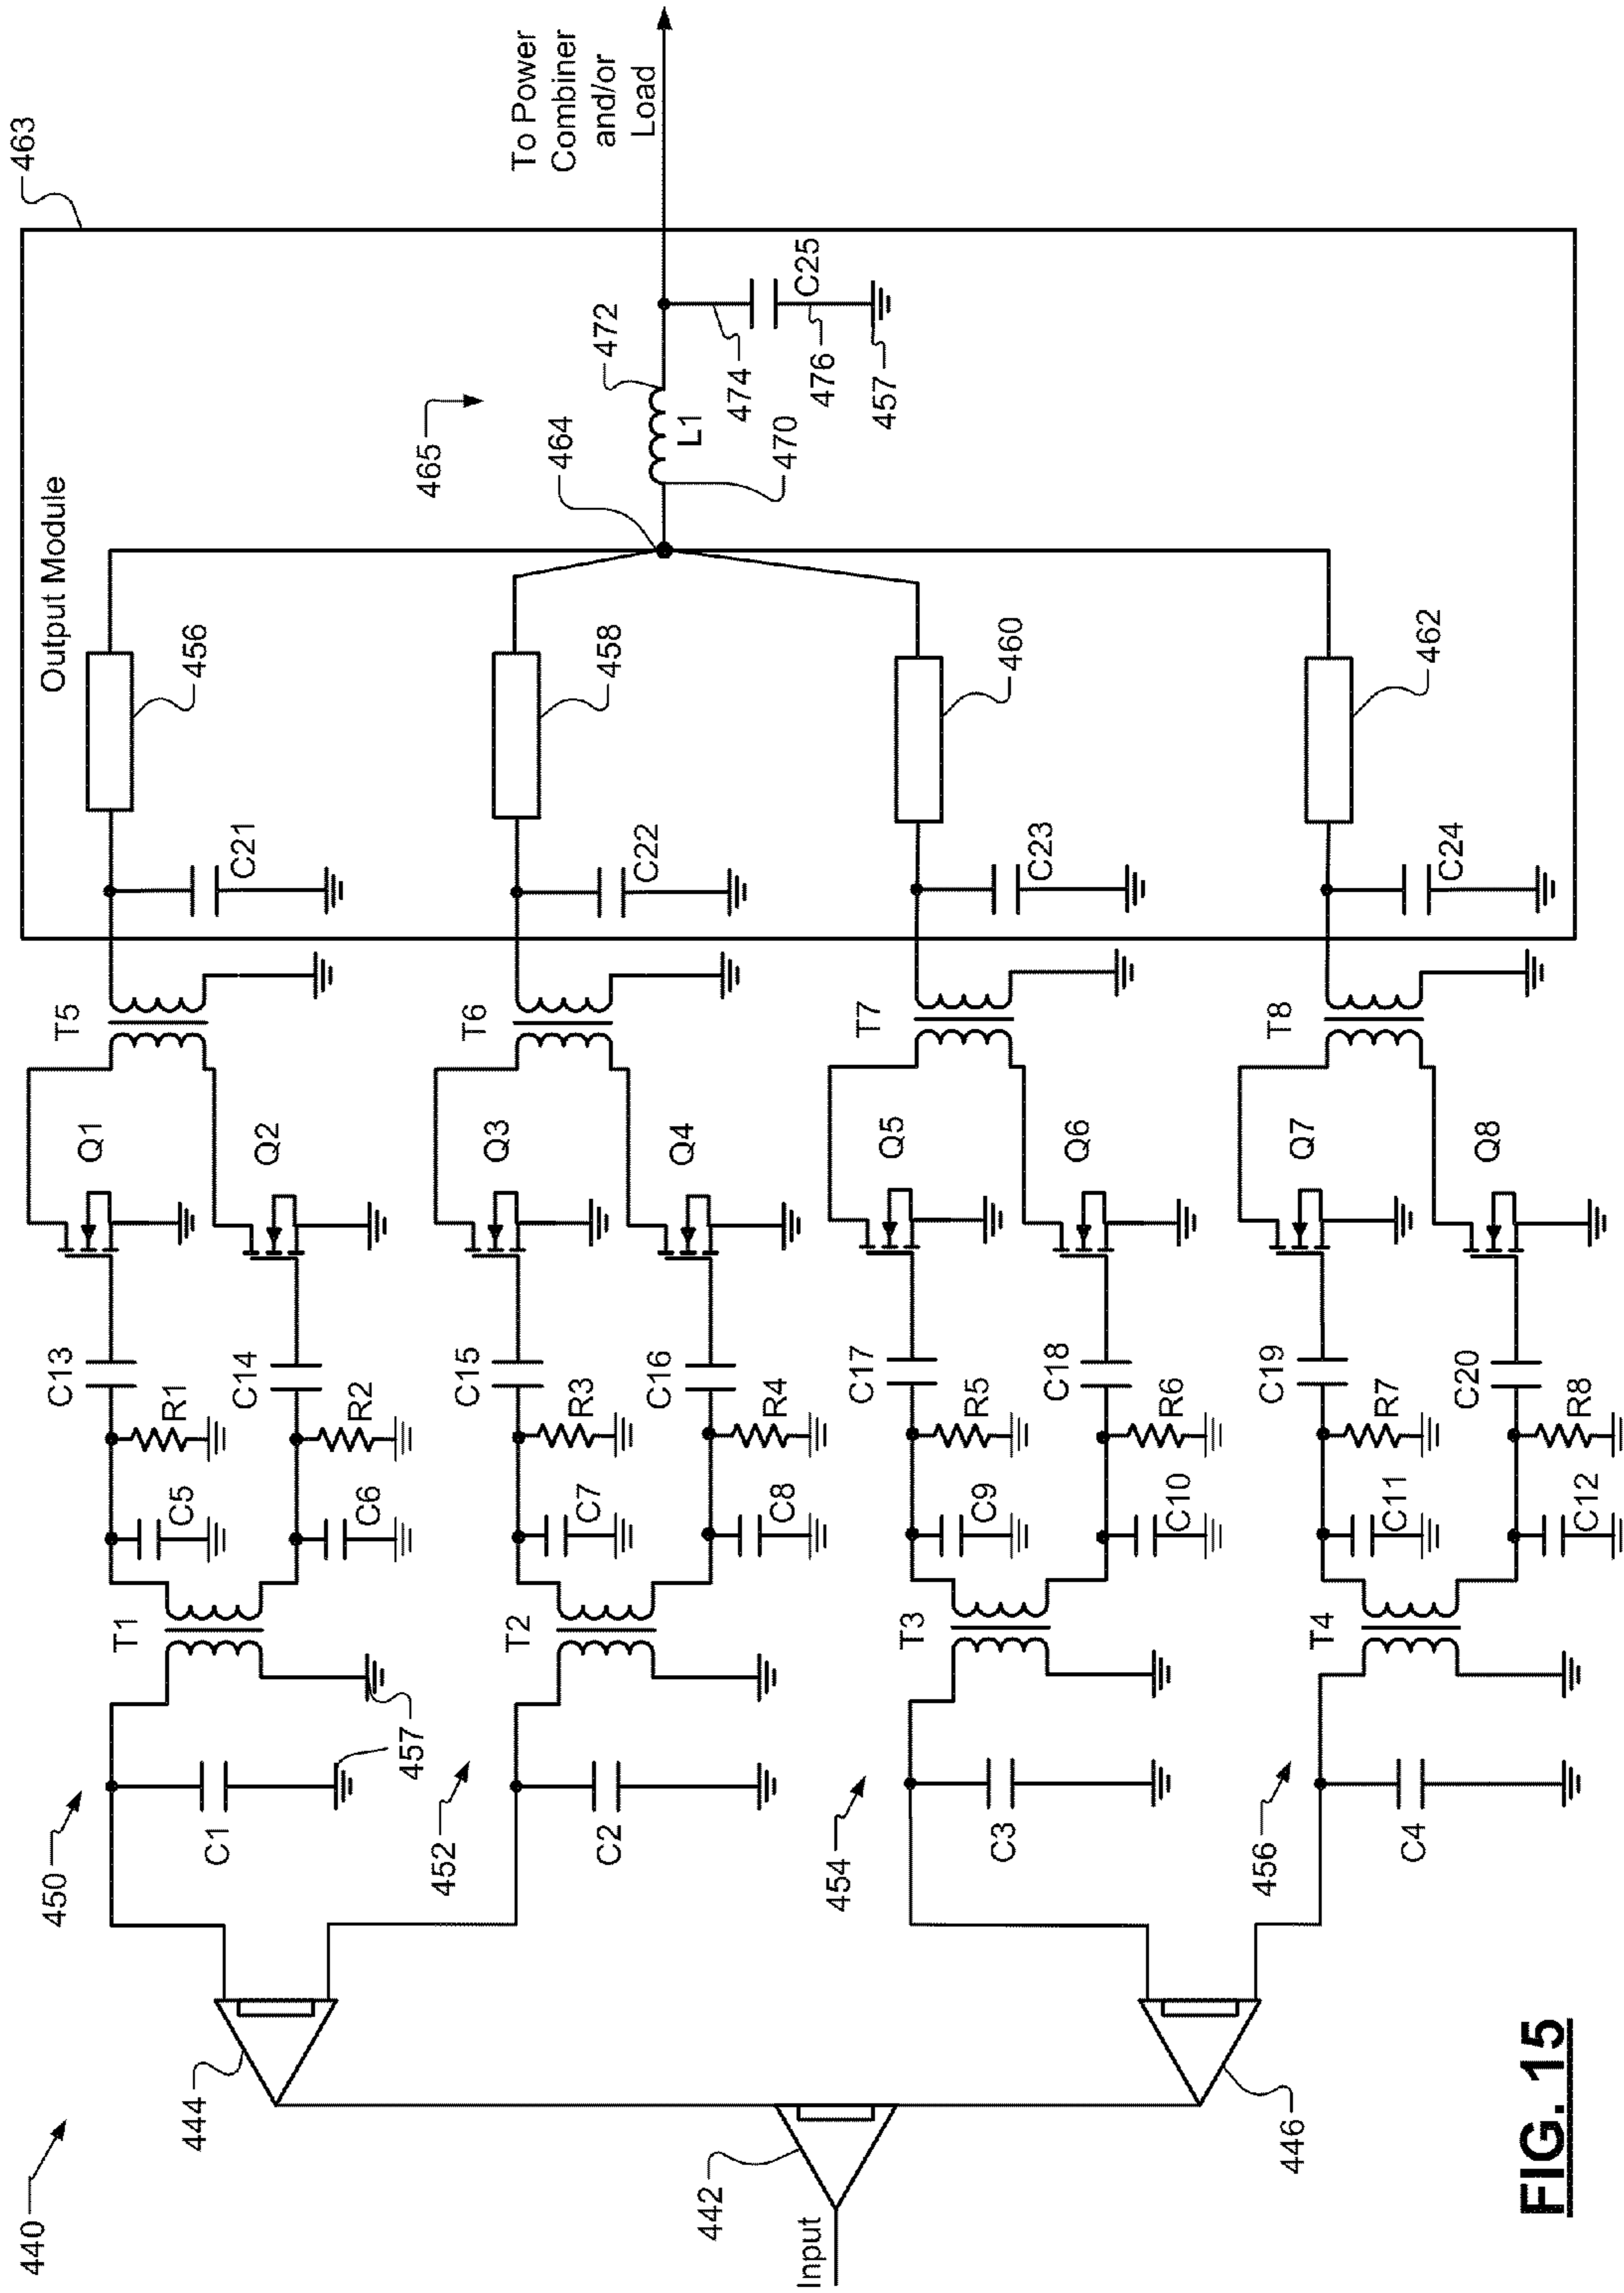 440
Input
442
444
446
450
C1
457
452
C2
454
C3
456
C4
T1
T2
T3
T4
C5
R1
C13
Q1
T5
C6
R2
C14
Q2
C7
R3
C15
Q3
T6
C8
R4
C16
Q4
C9
R5
C17
Q5
T7
C10
R6
C18
Q6
C11
R7
C19
Q7
T8
C12
R8
C20
Q8
Output Module
463
C21
456
C22
458
C23
460
C24
462
464
465
470
L1
472
474
C25
476
457
To Power
Combiner
and/or
Load
FIG. 15